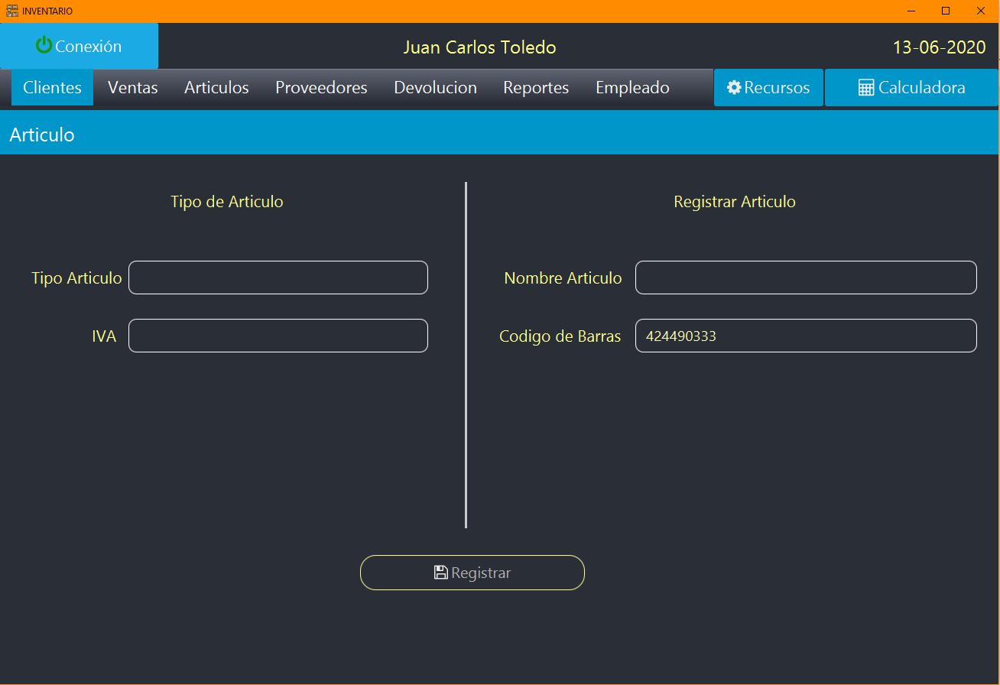 INVENTARIO
Conexión
Juan Carlos Toledo
13-06-2020
Clientes Ventas Articulos Proveedores Devolucion Reportes Empleado Recursos Calculadora
Articulo
Tipo de Articulo
Registrar Articulo
Tipo Articulo
Nombre Articulo
IVA
Codigo de Barras 424490333
Registrar